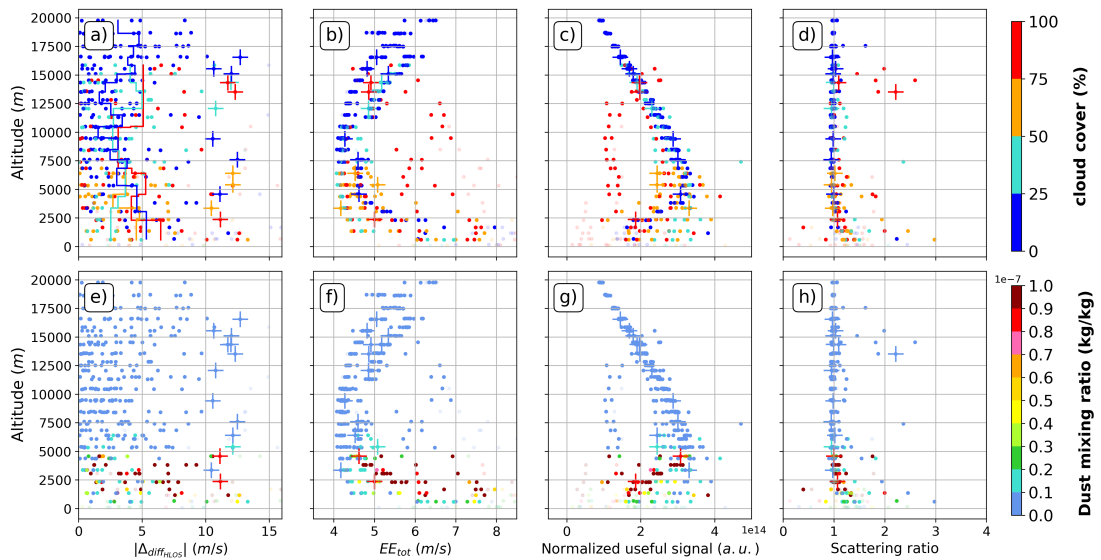 a) b) c) d)
Altitude (m)
20000
17500
15000
12500
10000
7500
5000
2500
0
100
75
50
25
0
cloud cover (%)
e) f) g) h)
Altitude (m)
20000
17500
15000
12500
10000
7500
5000
2500
0
1e-7
1.0
0.9
0.8
0.7
0.6
0.5
0.4
0.3
0.2
0.1
0.0
Dust mixing ratio (kg/kg)
0 5 10 15
4 5 6 7 8
0 2 4
1e14
0 1 2 3 4
|Δ_diff_HLOS| (m/s)
EE_tot (m/s)
Normalized useful signal (a.u.)
Scattering ratio